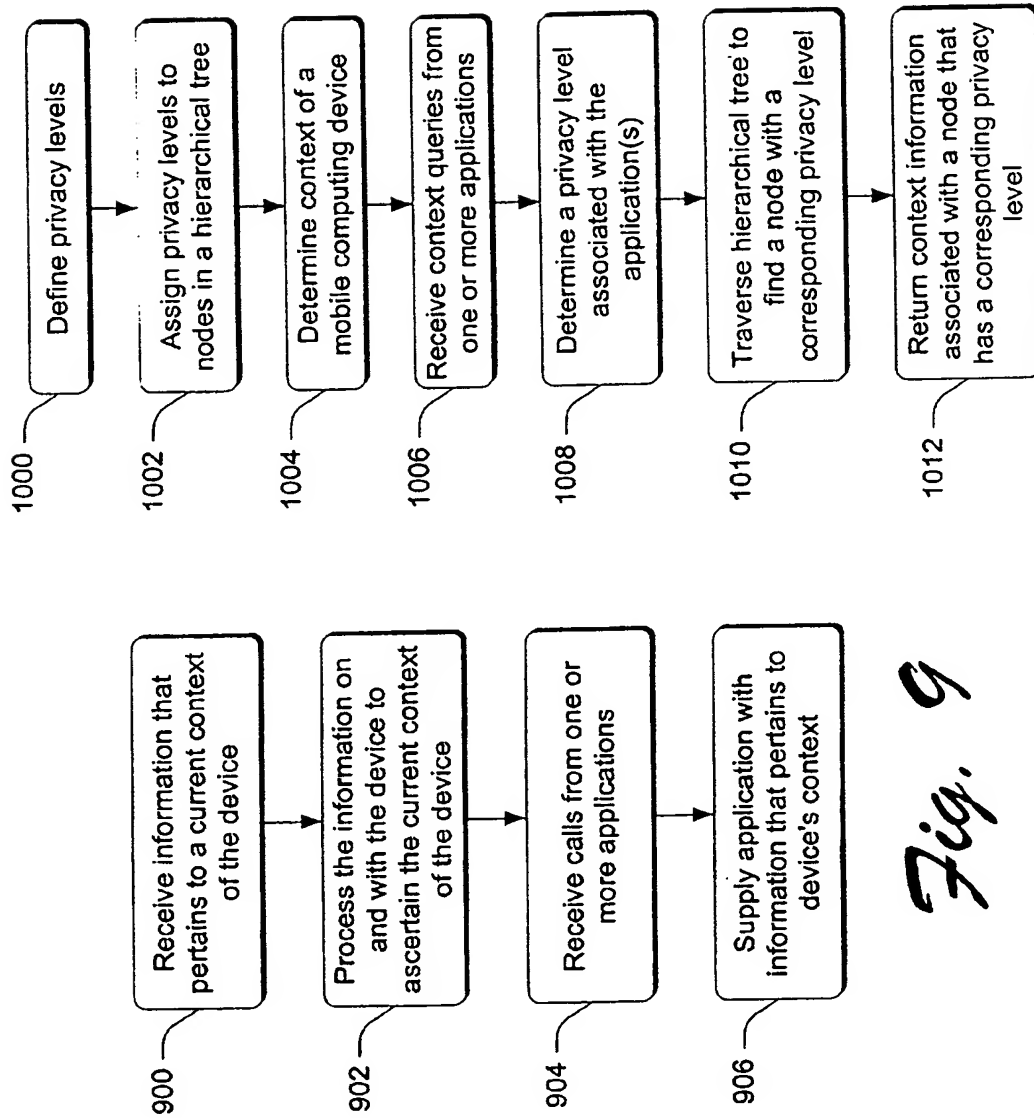 1000
Define privacy levels
1002
Assign privacy levels to
nodes in a hierarchical tree
1004
Determine context of a
mobile computing device
1006
Receive context queries from
one or more applications
1008
Determine a privacy level
associated with the
application(s)
1010
Traverse hierarchical tree to
find a node with a
corresponding privacy level
1012
Return context information
associated with a node that
has a corresponding privacy
level
900
Receive information that
pertains to a current context
of the device
902
Process the information on
and with the device to
ascertain the current context
of the device
904
Receive calls from one or
more applications
906
Supply application with
information that pertains to
device's context
Fig. 9